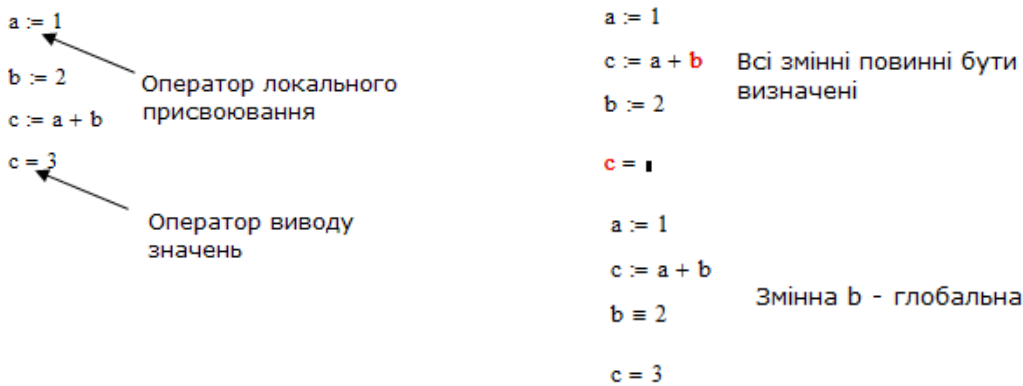 a := 1
b := 2
Оператор локального
присвоювання
c := a + b
c = 3
Оператор виводу
значень
a := 1
c := a + b
Всі змінні повинні бути
визначені
b := 2
c = ▮
a := 1
c := a + b
Змінна b - глобальна
b ≡ 2
c = 3